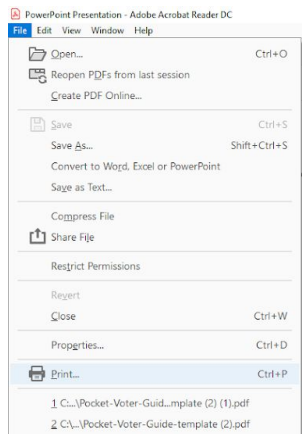 PowerPoint Presentation - Adobe Acrobat Reader DC
File Edit View Window Help
Open... Ctrl+O
Reopen PDFs from last session
Create PDF Online...
Save Ctrl+S
Save As... Shift+Ctrl+S
Convert to Word, Excel or PowerPoint
Save as Text...
Compress File
Share File
Restrict Permissions
Revert
Close Ctrl+W
Properties... Ctrl+D
Print... Ctrl+P
1 C:...\Pocket-Voter-Guid...mplate (2) (1).pdf
2 C:\...\Pocket-Voter-Guide-template (2).pdf